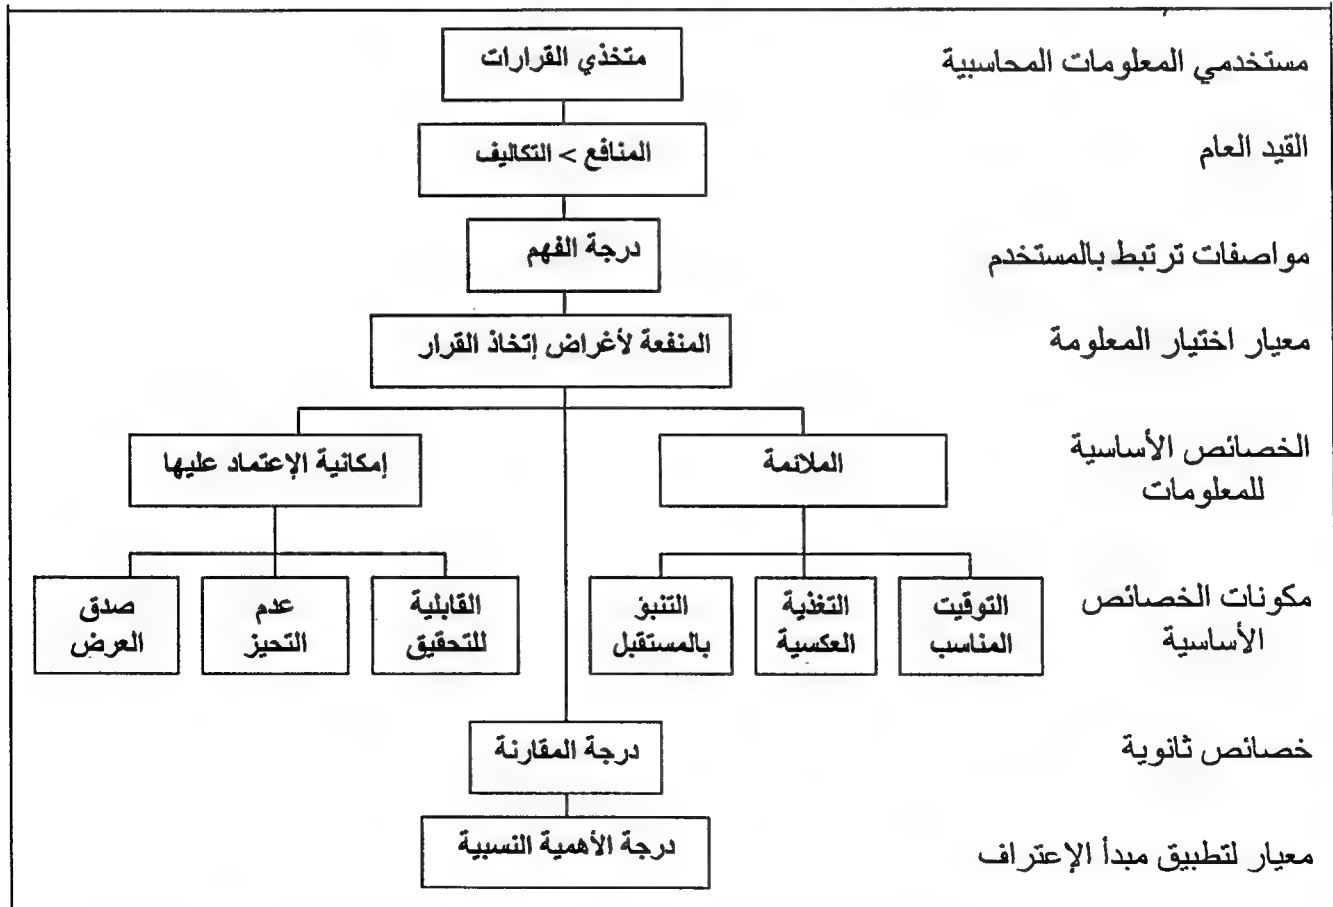 مستخدمي المعلومات المحاسبية
متخذي القرارات
القيد العام
المنافع > التكاليف
مواصفات ترتبط بالمستخدم
درجة الفهم
معيار اختيار المعلومة
المنفعة لأغراض إتخاذ القرار
الخصائص الأساسية
للمعلومات
الملائمة
إمكانية الإعتماد عليها
مكونات الخصائص
الأساسية
التوقيت
المناسب
التغذية
العكسية
التنبؤ
بالمستقبل
القابلية
للتحقيق
عدم
التحيز
صدق
العرض
خصائص ثانوية
درجة المقارنة
معيار لتطبيق مبدأ الإعتراف
درجة الأهمية النسبية